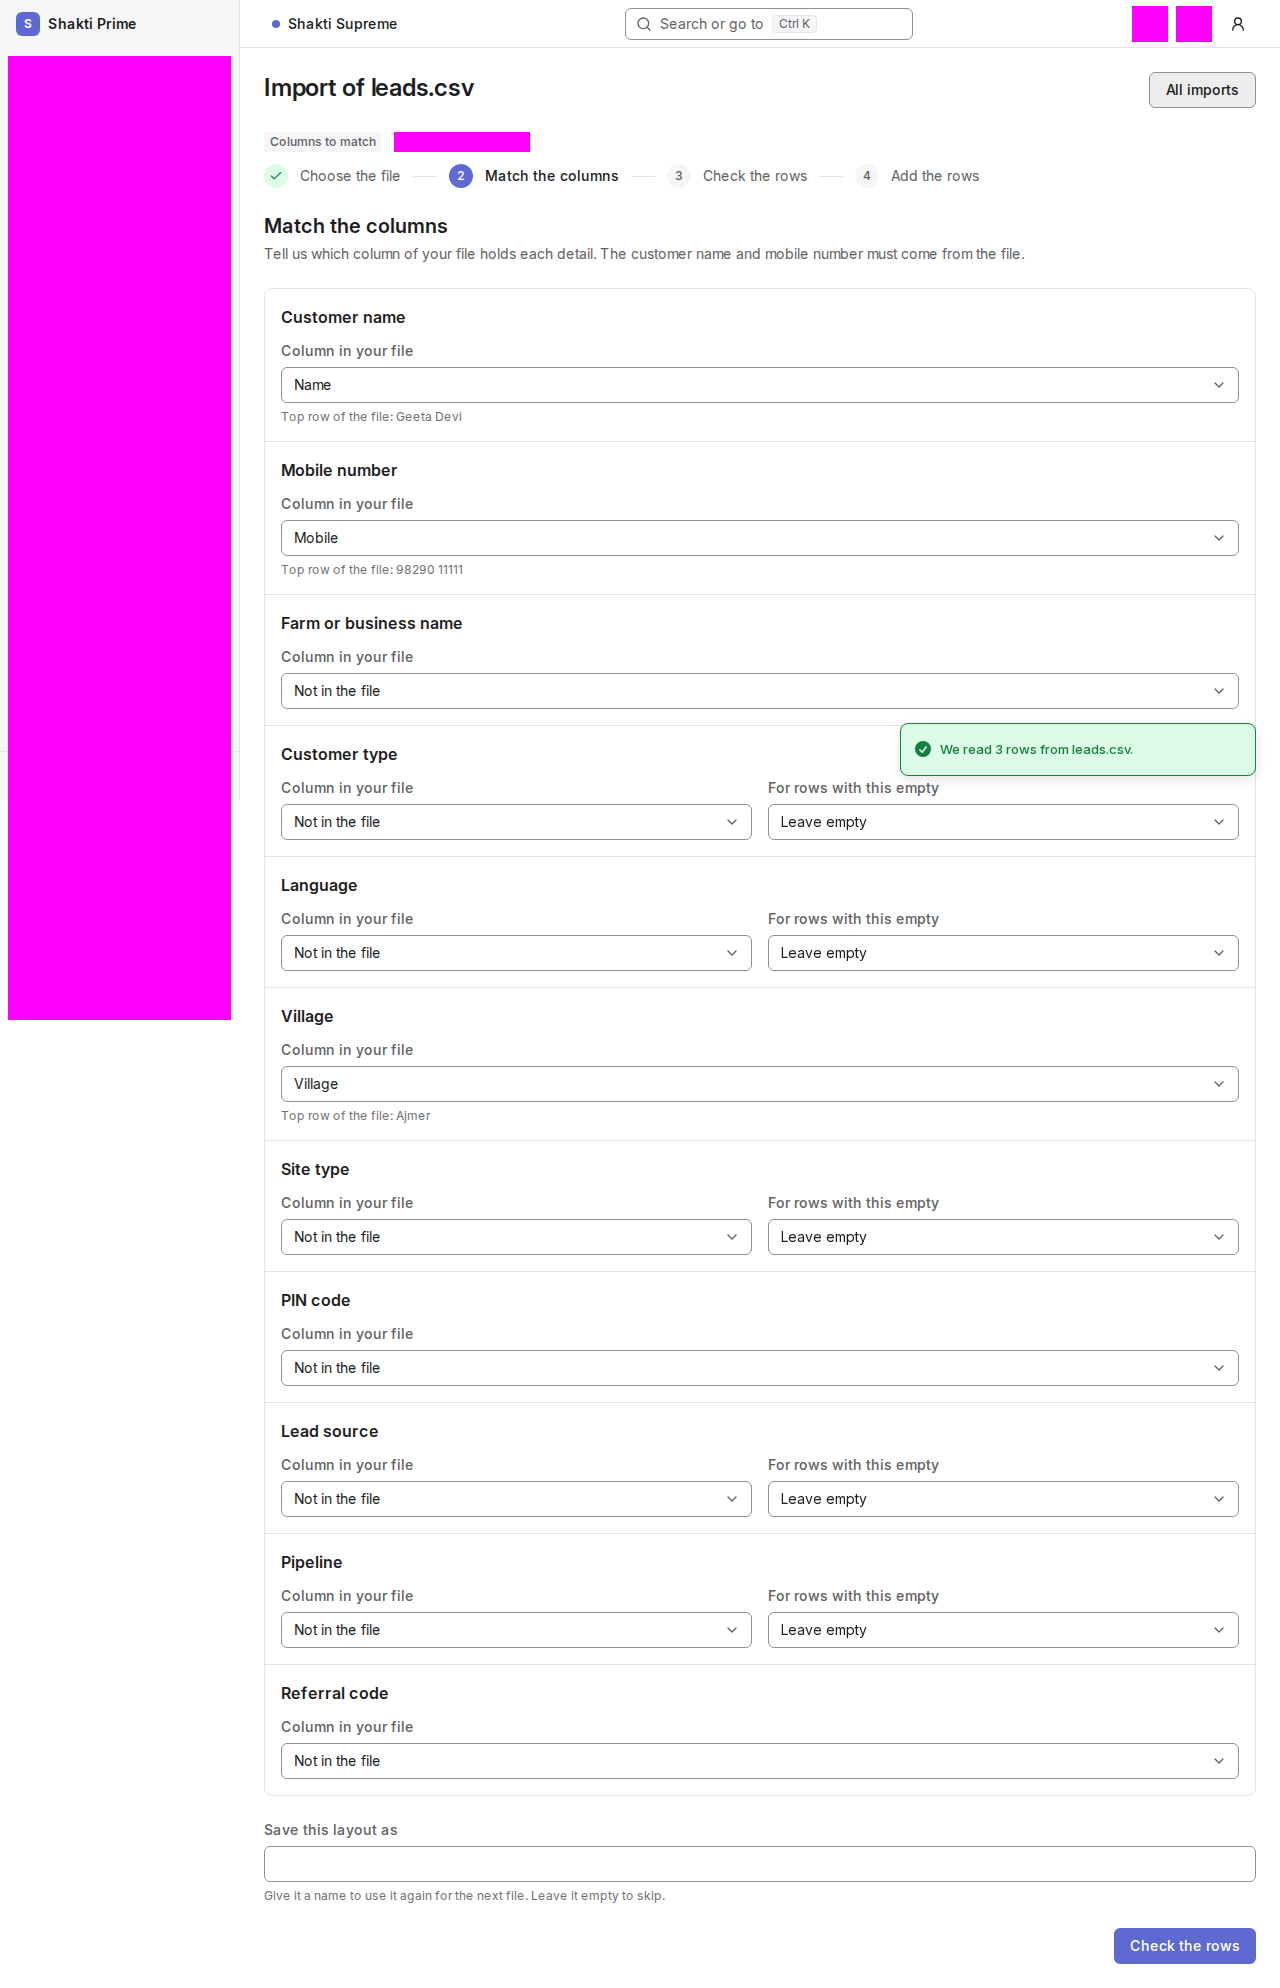 S Shakti Prime
Shakti Supreme
Search or go to Ctrl K
Import of leads.csv
All imports
Columns to match
Choose the file
2 Match the columns
3 Check the rows
4 Add the rows
Match the columns
Tell us which column of your file holds each detail. The customer name and mobile number must come from the file.
Customer name
Column in your file
Name
Top row of the file: Geeta Devi
Mobile number
Column in your file
Mobile
Top row of the file: 98290 11111
Farm or business name
Column in your file
Not in the file
We read 3 rows from leads.csv.
Customer type
Column in your file
For rows with this empty
Not in the file
Leave empty
Language
Column in your file
For rows with this empty
Not in the file
Leave empty
Village
Column in your file
Village
Top row of the file: Ajmer
Site type
Column in your file
For rows with this empty
Not in the file
Leave empty
PIN code
Column in your file
Not in the file
Lead source
Column in your file
For rows with this empty
Not in the file
Leave empty
Pipeline
Column in your file
For rows with this empty
Not in the file
Leave empty
Referral code
Column in your file
Not in the file
Save this layout as
Give it a name to use it again for the next file. Leave it empty to skip.
Check the rows